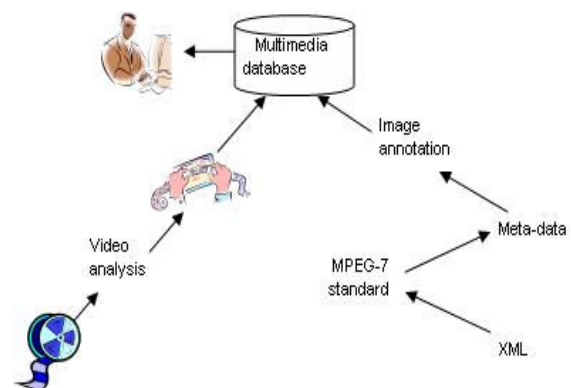 Multimedia
database
Image
annotation
Meta-data
Video
analysis
MPEG-7
standard
XML